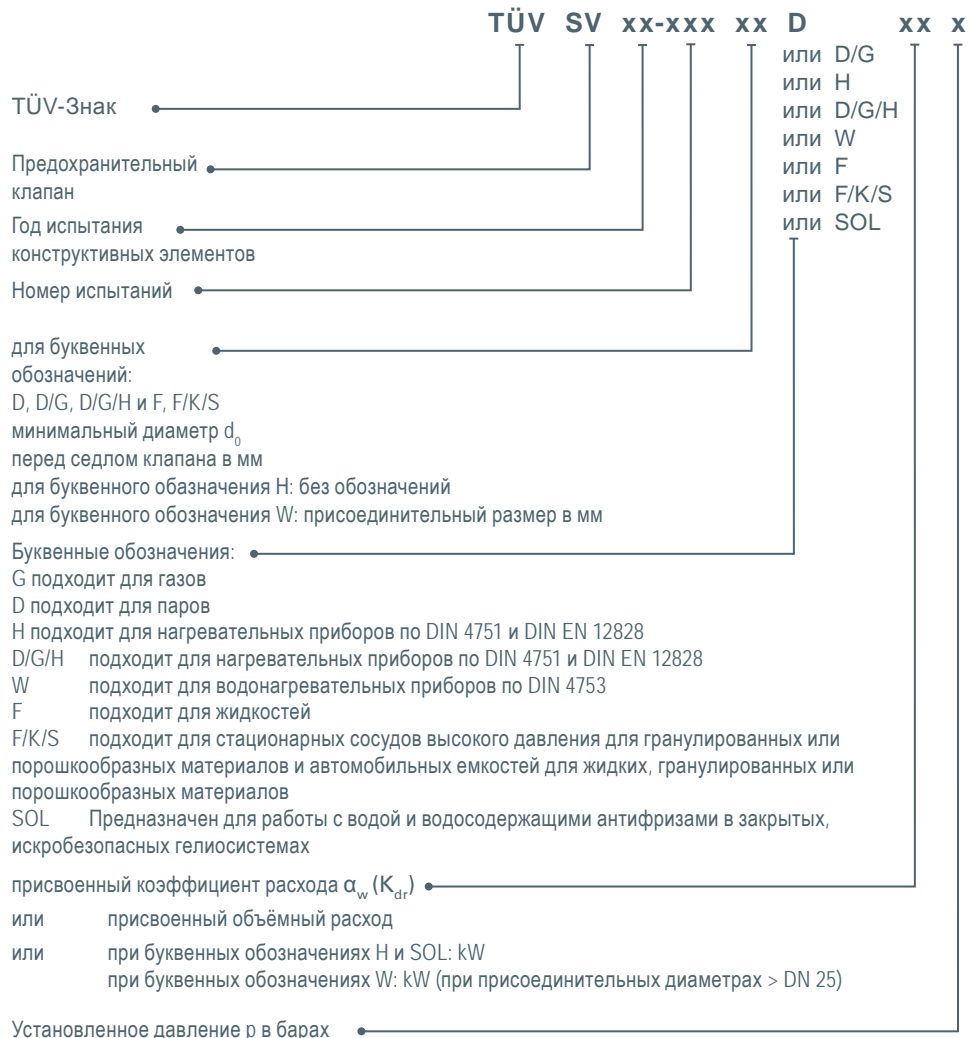 TÜV SV xx-xxx xx D xx x
или D/G
или H
или D/G/H
или W
или F
или F/K/S
или SOL
TÜV-Знак
Предохранительный
клапан
Год испытания
конструктивных элементов
Номер испытаний
для буквенных
обозначений:
D, D/G, D/G/H и F, F/K/S
минимальный диаметр d₀
перед седлом клапана в мм
для буквенного обазначения H: без обозначений
для буквенного обозначения W: присоединительный размер в мм
Буквенные обозначения:
G подходит для газов
D подходит для паров
H подходит для нагревательных приборов по DIN 4751 и DIN EN 12828
D/G/H подходит для нагревательных приборов по DIN 4751 и DIN EN 12828
W подходит для водонагревательных приборов по DIN 4753
F подходит для жидкостей
F/K/S подходит для стационарных сосудов высокого давления для гранулированных или
порошкообразных материалов и автомобильных емкостей для жидких, гранулированных или
порошкообразных материалов
SOL Предназначен для работы с водой и водосодержащими антифризами в закрытых,
искробезопасных гелиосистемах
присвоенный коэффициент расхода α_w (K_dr)
или присвоенный объёмный расход
или при буквенных обозначениях H и SOL: kW
при буквенных обозначениях W: kW (при присоединительных диаметрах > DN 25)
Установленное давление p в барах